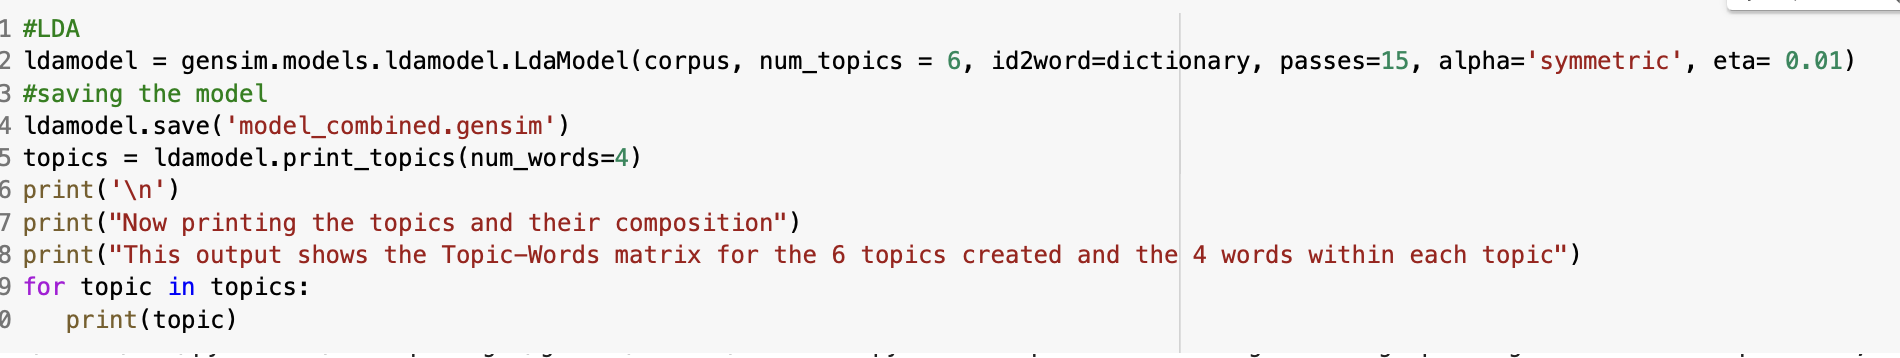 1 #LDA
2 ldamodel = gensim.models.ldamodel.LdaModel(corpus, num_topics = 6, id2word=dictionary, passes=15, alpha='symmetric', eta= 0.01)
3 #saving the model
4 ldamodel.save('model_combined.gensim')
5 topics = ldamodel.print_topics(num_words=4)
6 print('\n')
7 print("Now printing the topics and their composition")
8 print("This output shows the Topic-Words matrix for the 6 topics created and the 4 words within each topic")
9 for topic in topics:
0    print(topic)